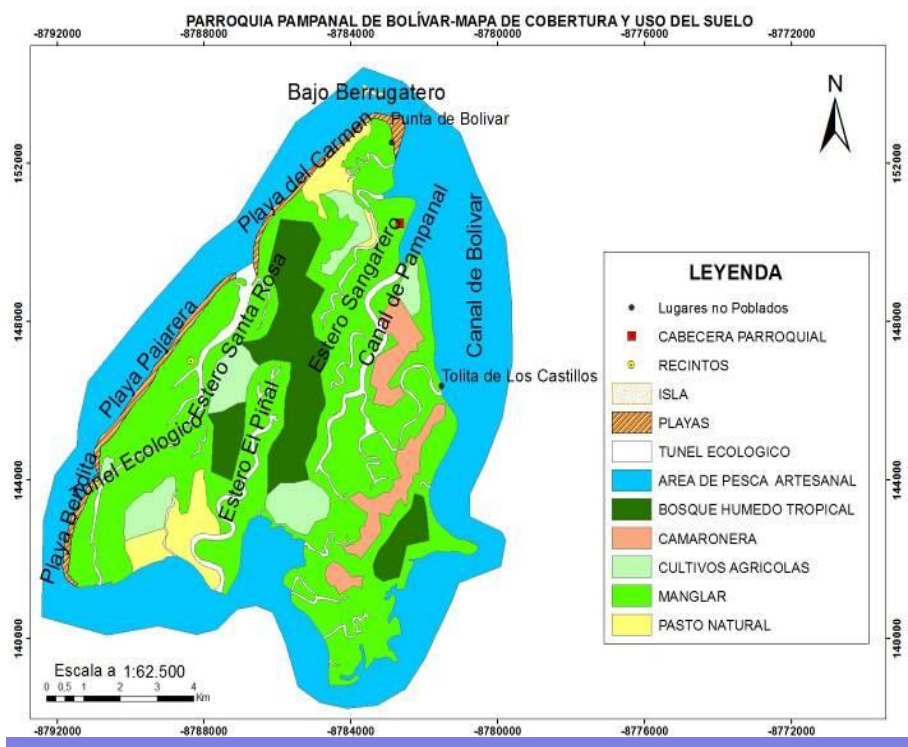 PARROQUIA PAMPANAL DE BOLÍVAR-MAPA DE COBERTURA Y USO DEL SUELO
-8792000 -8788000 -8784000 -8780000 -8776000 -8772000
Bajo Berrugatero
Punta de Bolivar
N
152000 152000
Playa del Carmen
Canal de Bolivar
Estero Sangarero
Canal de Pampanal
Estero Santa Rosa
148000 148000
Playa Pajarera
Tolita de Los Castillos
Tunel Ecologico
Estero El Piñal
144000 144000
Playa Bendita
140000 140000
LEYENDA
Lugares no Poblados
CABECERA PARROQUIAL
RECINTOS
ISLA
PLAYAS
TUNEL ECOLOGICO
AREA DE PESCA ARTESANAL
BOSQUE HUMEDO TROPICAL
CAMARONERA
CULTIVOS AGRICOLAS
MANGLAR
PASTO NATURAL
Escala a 1:62.500
0 0,5 1 2 3 4
Km
-8792000 -8788000 -8784000 -8780000 -8776000 -8772000